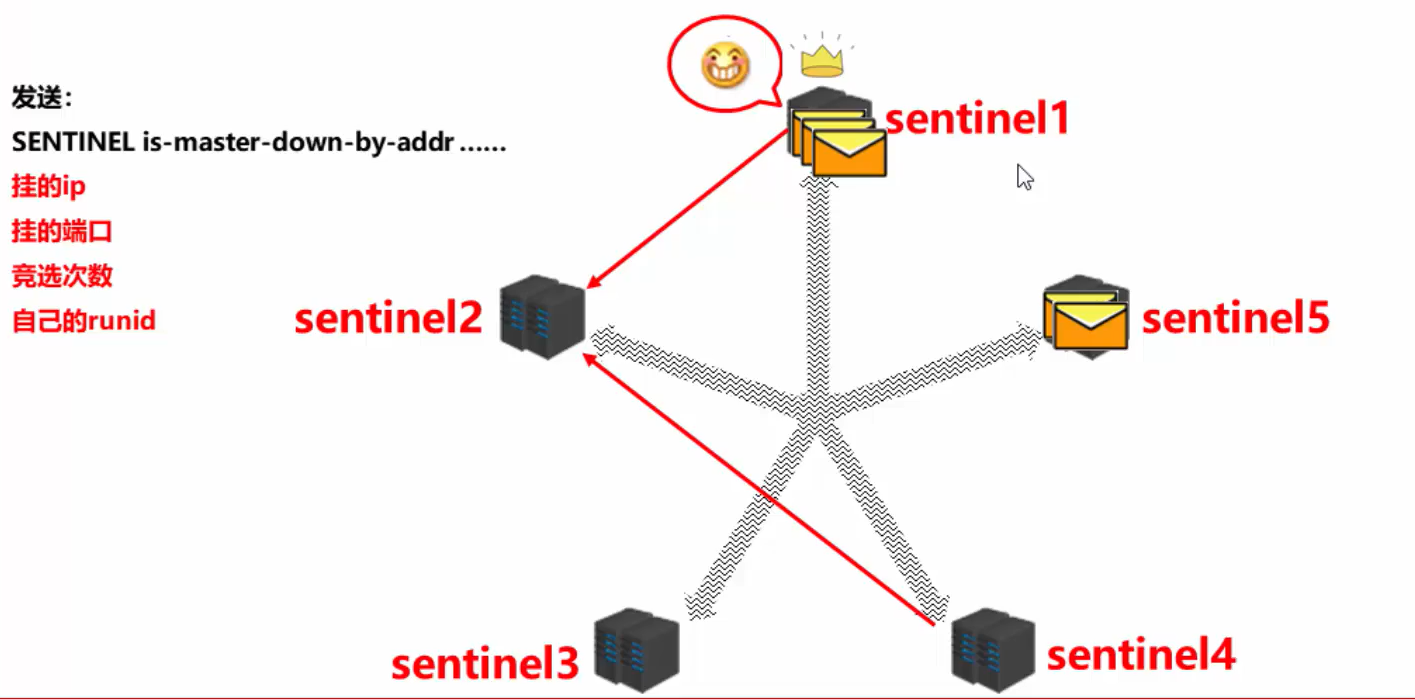 发送：
SENTINEL is-master-down-by-addr ......
挂的ip
挂的端口
竞选次数
自己的runid
sentinel1
sentinel2
sentinel5
sentinel3
sentinel4